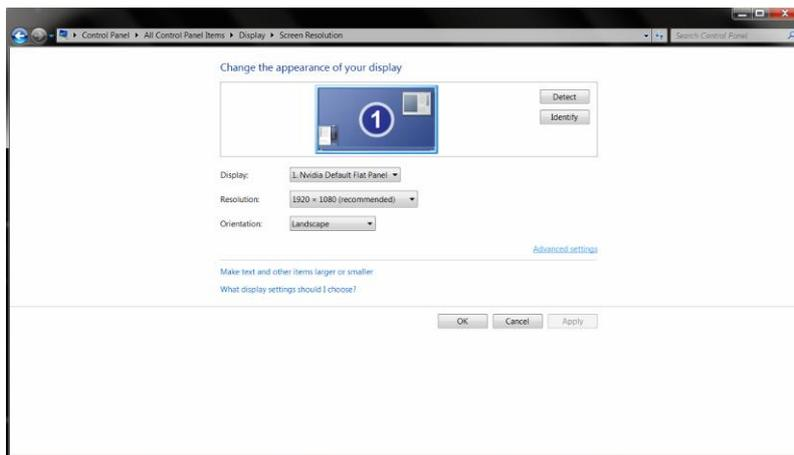 Control Panel ▸ All Control Panel Items ▸ Display ▸ Screen Resolution
Search Control Panel
Change the appearance of your display
1
Detect
Identify
Display: 1. Nvidia Default Flat Panel
Resolution: 1920 × 1080 (recommended)
Orientation: Landscape
Advanced settings
Make text and other items larger or smaller
What display settings should I choose?
OK Cancel Apply